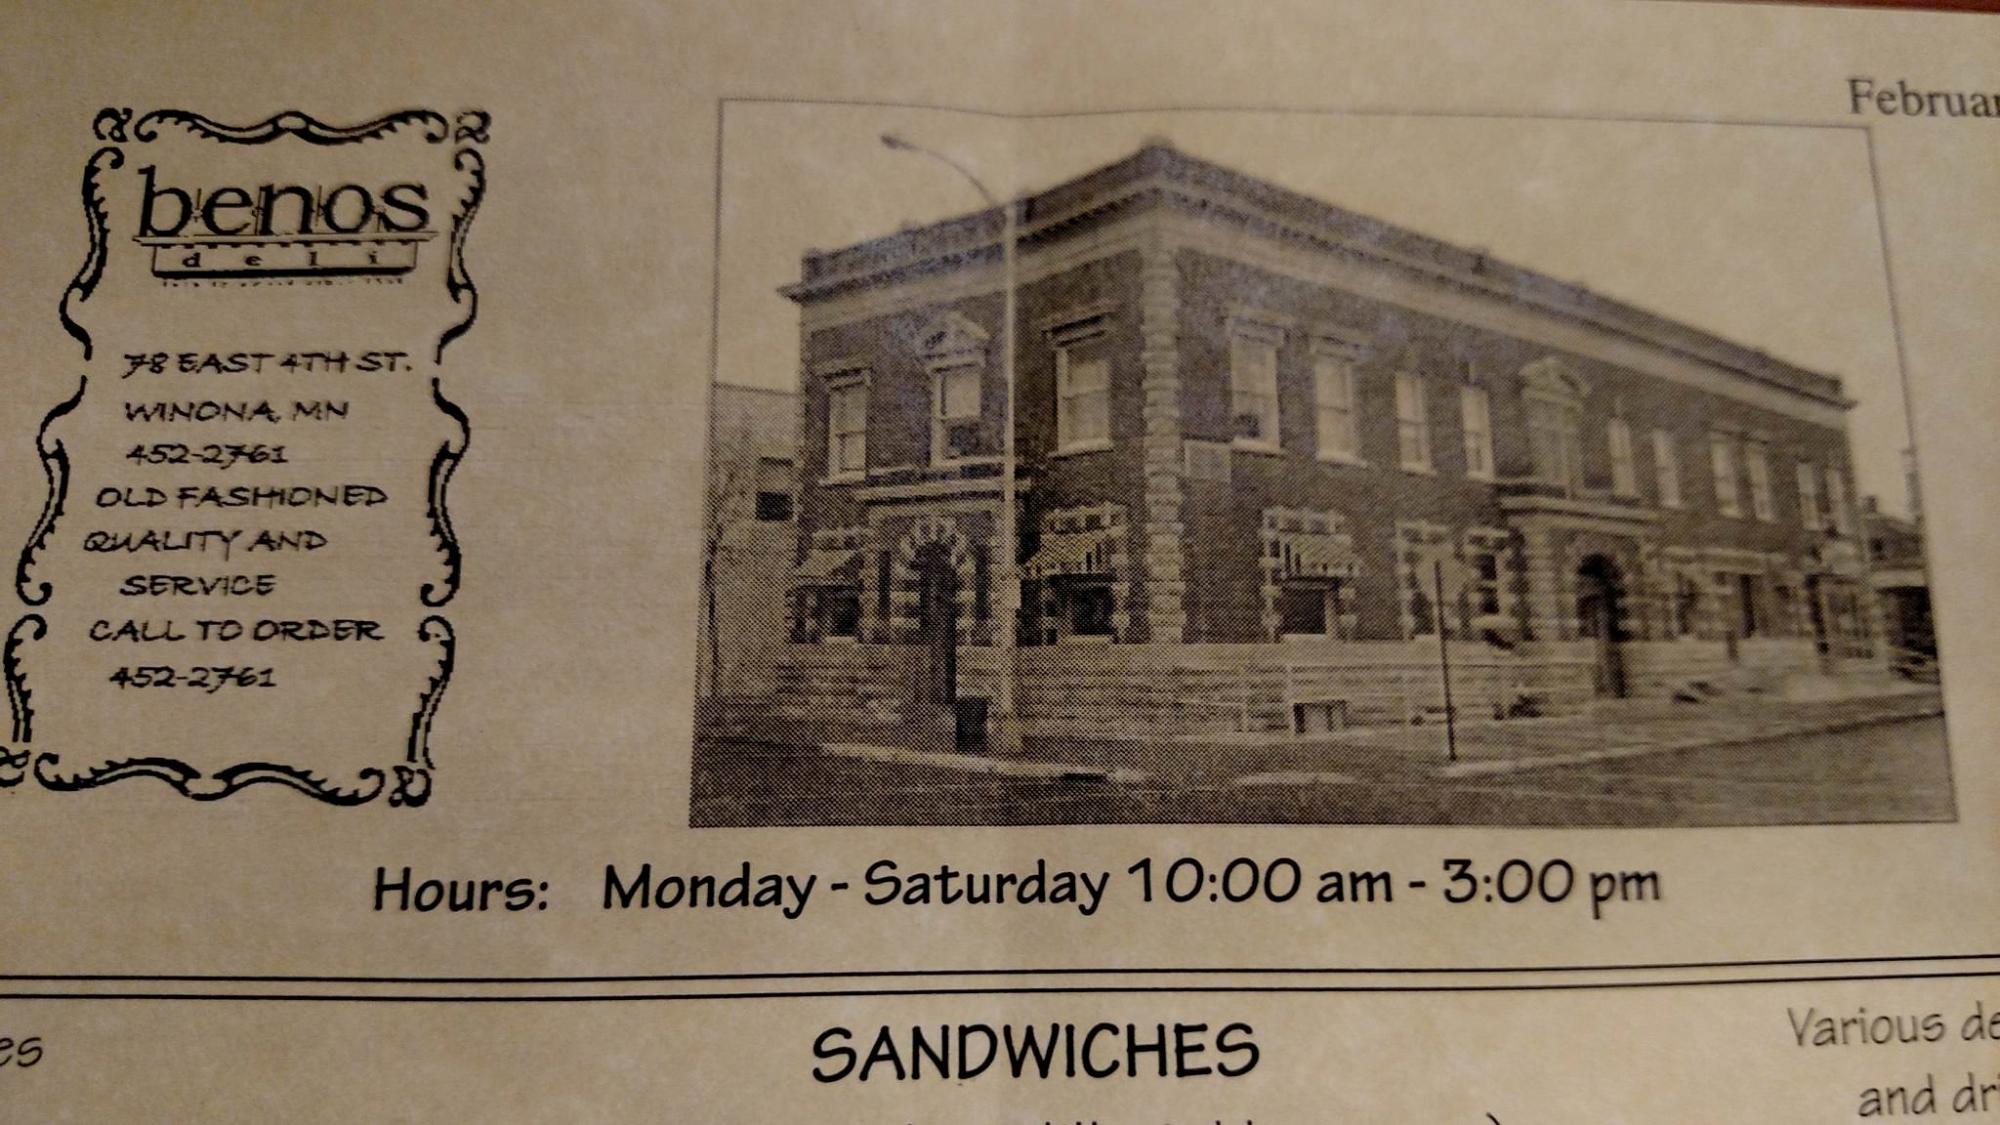 benos
deli
78 EAST 4TH ST.
WINONA, MN
452-2761
OLD FASHIONED
QUALITY AND
SERVICE
CALL TO ORDER
452-2761
Februar
Hours: Monday - Saturday 10:00 am - 3:00 pm
es
SANDWICHES
Various de
and dri